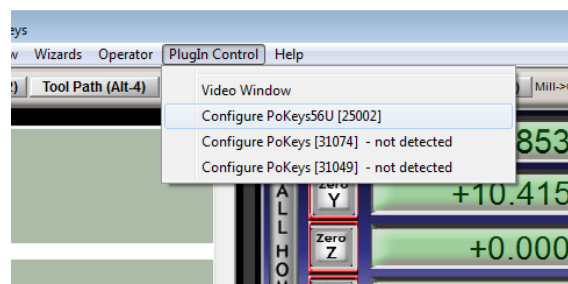 eys
w Wizards Operator PlugIn Control Help
2) Tool Path (Alt-4) ) Mill->
Video Window
Configure PoKeys56U [25002]
Configure PoKeys [31074] - not detected
Configure PoKeys [31049] - not detected
853
A Zero Y +10.415
L
L
H Zero Z +0.000
O